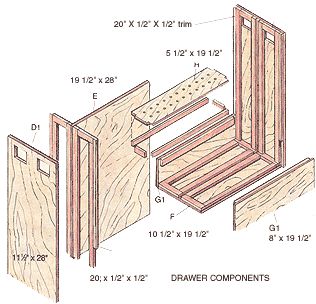 20" X 1/2" X 1/2" trim
5 1/2" x 19 1/2"
H
19 1/2" x 28"
E
D1
G1
F
G1
10 1/2" x 19 1/2"
8" x 19 1/2"
11½" x 28"
20; x 1/2" x 1/2"
DRAWER COMPONENTS